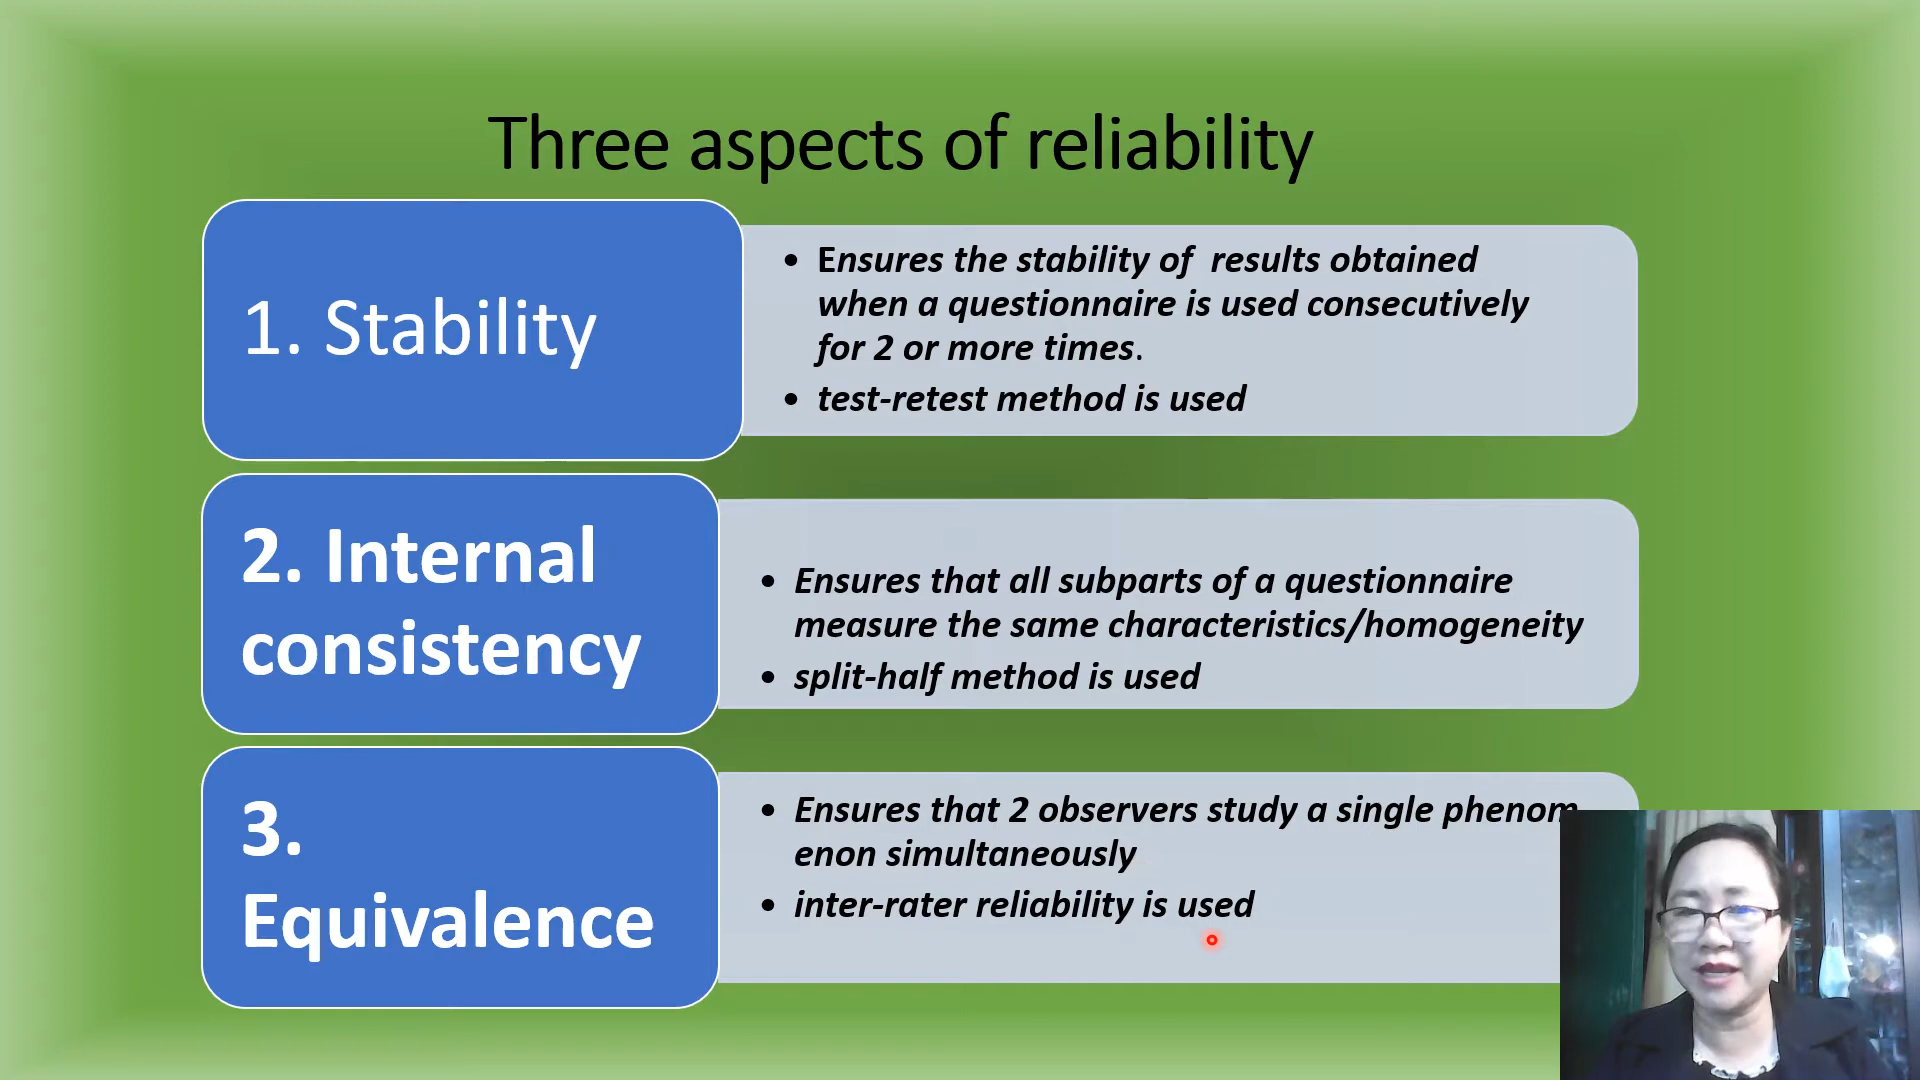 Three aspects of reliability
1. Stability
• Ensures the stability of results obtained
when a questionnaire is used consecutively
for 2 or more times.
• test-retest method is used
2. Internal
consistency
• Ensures that all subparts of a questionnaire
measure the same characteristics/homogeneity
• split-half method is used
3.
Equivalence
• Ensures that 2 observers study a single phenom
enon simultaneously
• inter-rater reliability is used